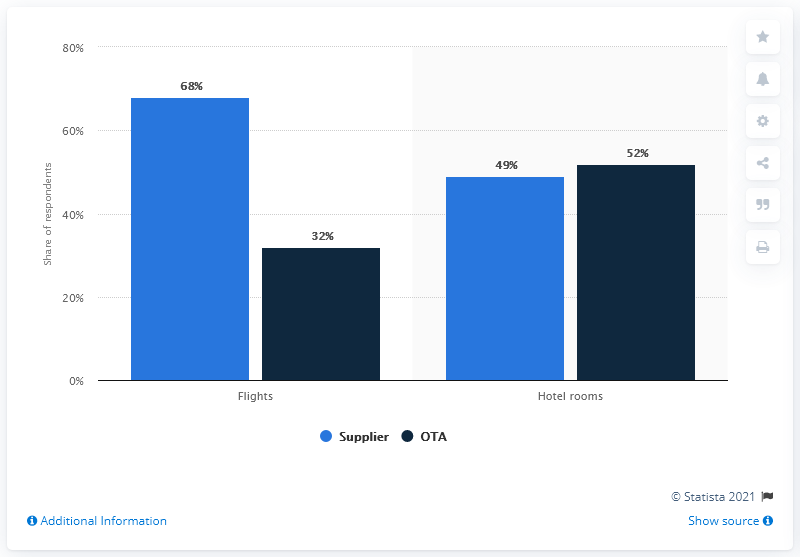 80%
68%
60%
52%
49%
Share of respondents
40%
32%
20%
0%
Flights
Hotel rooms
Supplier
OTA
© Statista 2021
Additional Information
Show source